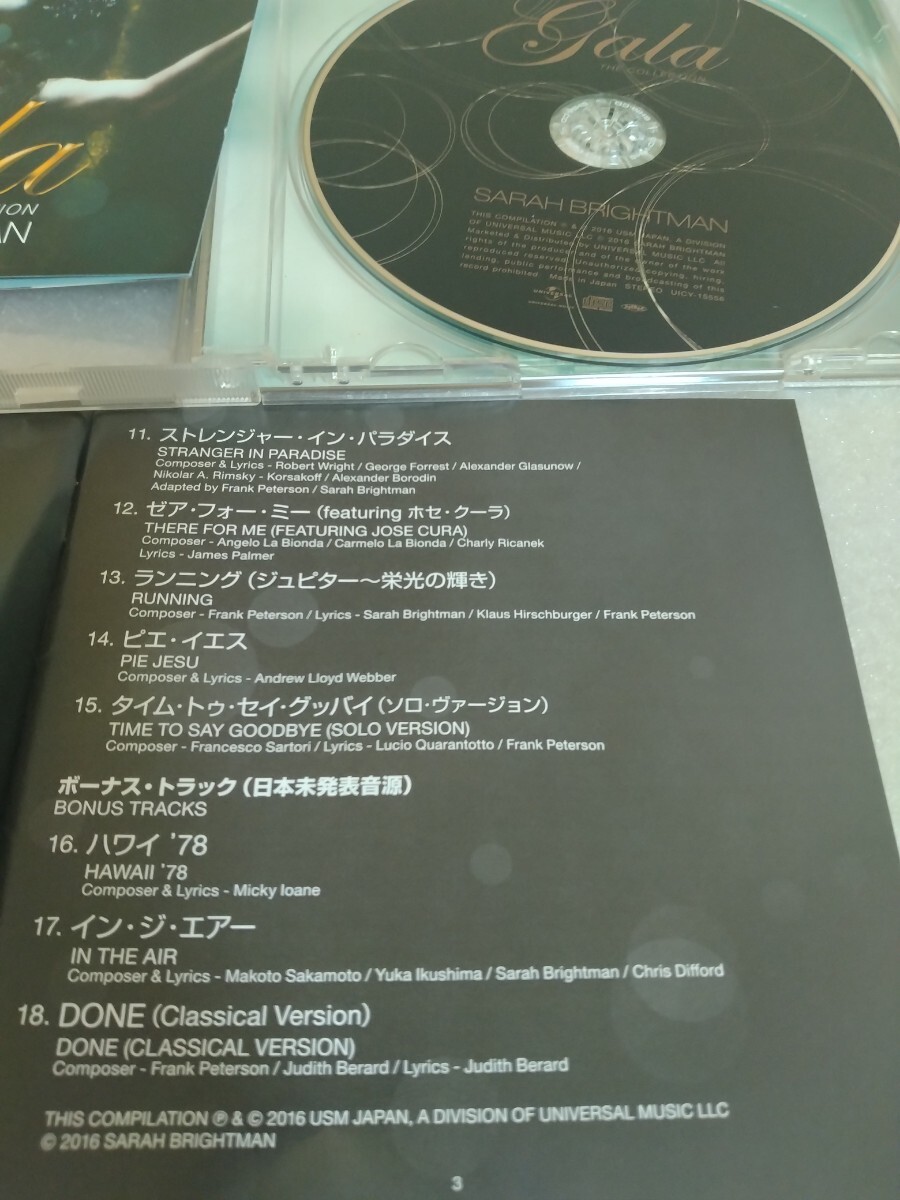 a
ION
AN
Gala
THE COLLECTION
SARAH BRIGHTMAN
THIS COMPILATION ℗ & © 2016 USM JAPAN, A DIVISION
OF UNIVERSAL MUSIC LLC © 2016 SARAH BRIGHTMAN
Marketed & Distributed by UNIVERSAL MUSIC LLC All
rights of the producer and of the owner of the work
reproduced reserved. Unauthorized copying, hiring,
lending, public performance and broadcasting of this
record prohibited Made in Japan STEREO UICY-15556
UNIVERSAL
11. ストレンジャー・イン・パラダイス
STRANGER IN PARADISE
Composer & Lyrics - Robert Wright / George Forrest / Alexander Glasunow /
Nikolar A. Rimsky - Korsakoff / Alexander Borodin
Adapted by Frank Peterson / Sarah Brightman
12. ゼア・フォー・ミー (featuring ホセ・クーラ)
THERE FOR ME (FEATURING JOSE CURA)
Composer - Angelo La Bionda / Carmelo La Bionda / Charly Ricanek
Lyrics - James Palmer
13. ランニング (ジュピター〜栄光の輝き)
RUNNING
Composer - Frank Peterson / Lyrics - Sarah Brightman / Klaus Hirschburger / Frank Peterson
14. ピエ・イエス
PIE JESU
Composer & Lyrics - Andrew Lloyd Webber
15. タイム・トゥ・セイ・グッバイ (ソロ・ヴァージョン)
TIME TO SAY GOODBYE (SOLO VERSION)
Composer - Francesco Sartori / Lyrics - Lucio Quarantotto / Frank Peterson
ボーナス・トラック (日本未発表音源)
BONUS TRACKS
16. ハワイ '78
HAWAII '78
Composer & Lyrics - Micky Ioane
17. イン・ジ・エアー
IN THE AIR
Composer & Lyrics - Makoto Sakamoto / Yuka Ikushima / Sarah Brightman / Chris Difford
18. DONE (Classical Version)
DONE (CLASSICAL VERSION)
Composer - Frank Peterson / Judith Berard / Lyrics - Judith Berard
THIS COMPILATION ℗ & © 2016 USM JAPAN, A DIVISION OF UNIVERSAL MUSIC LLC
© 2016 SARAH BRIGHTMAN
3